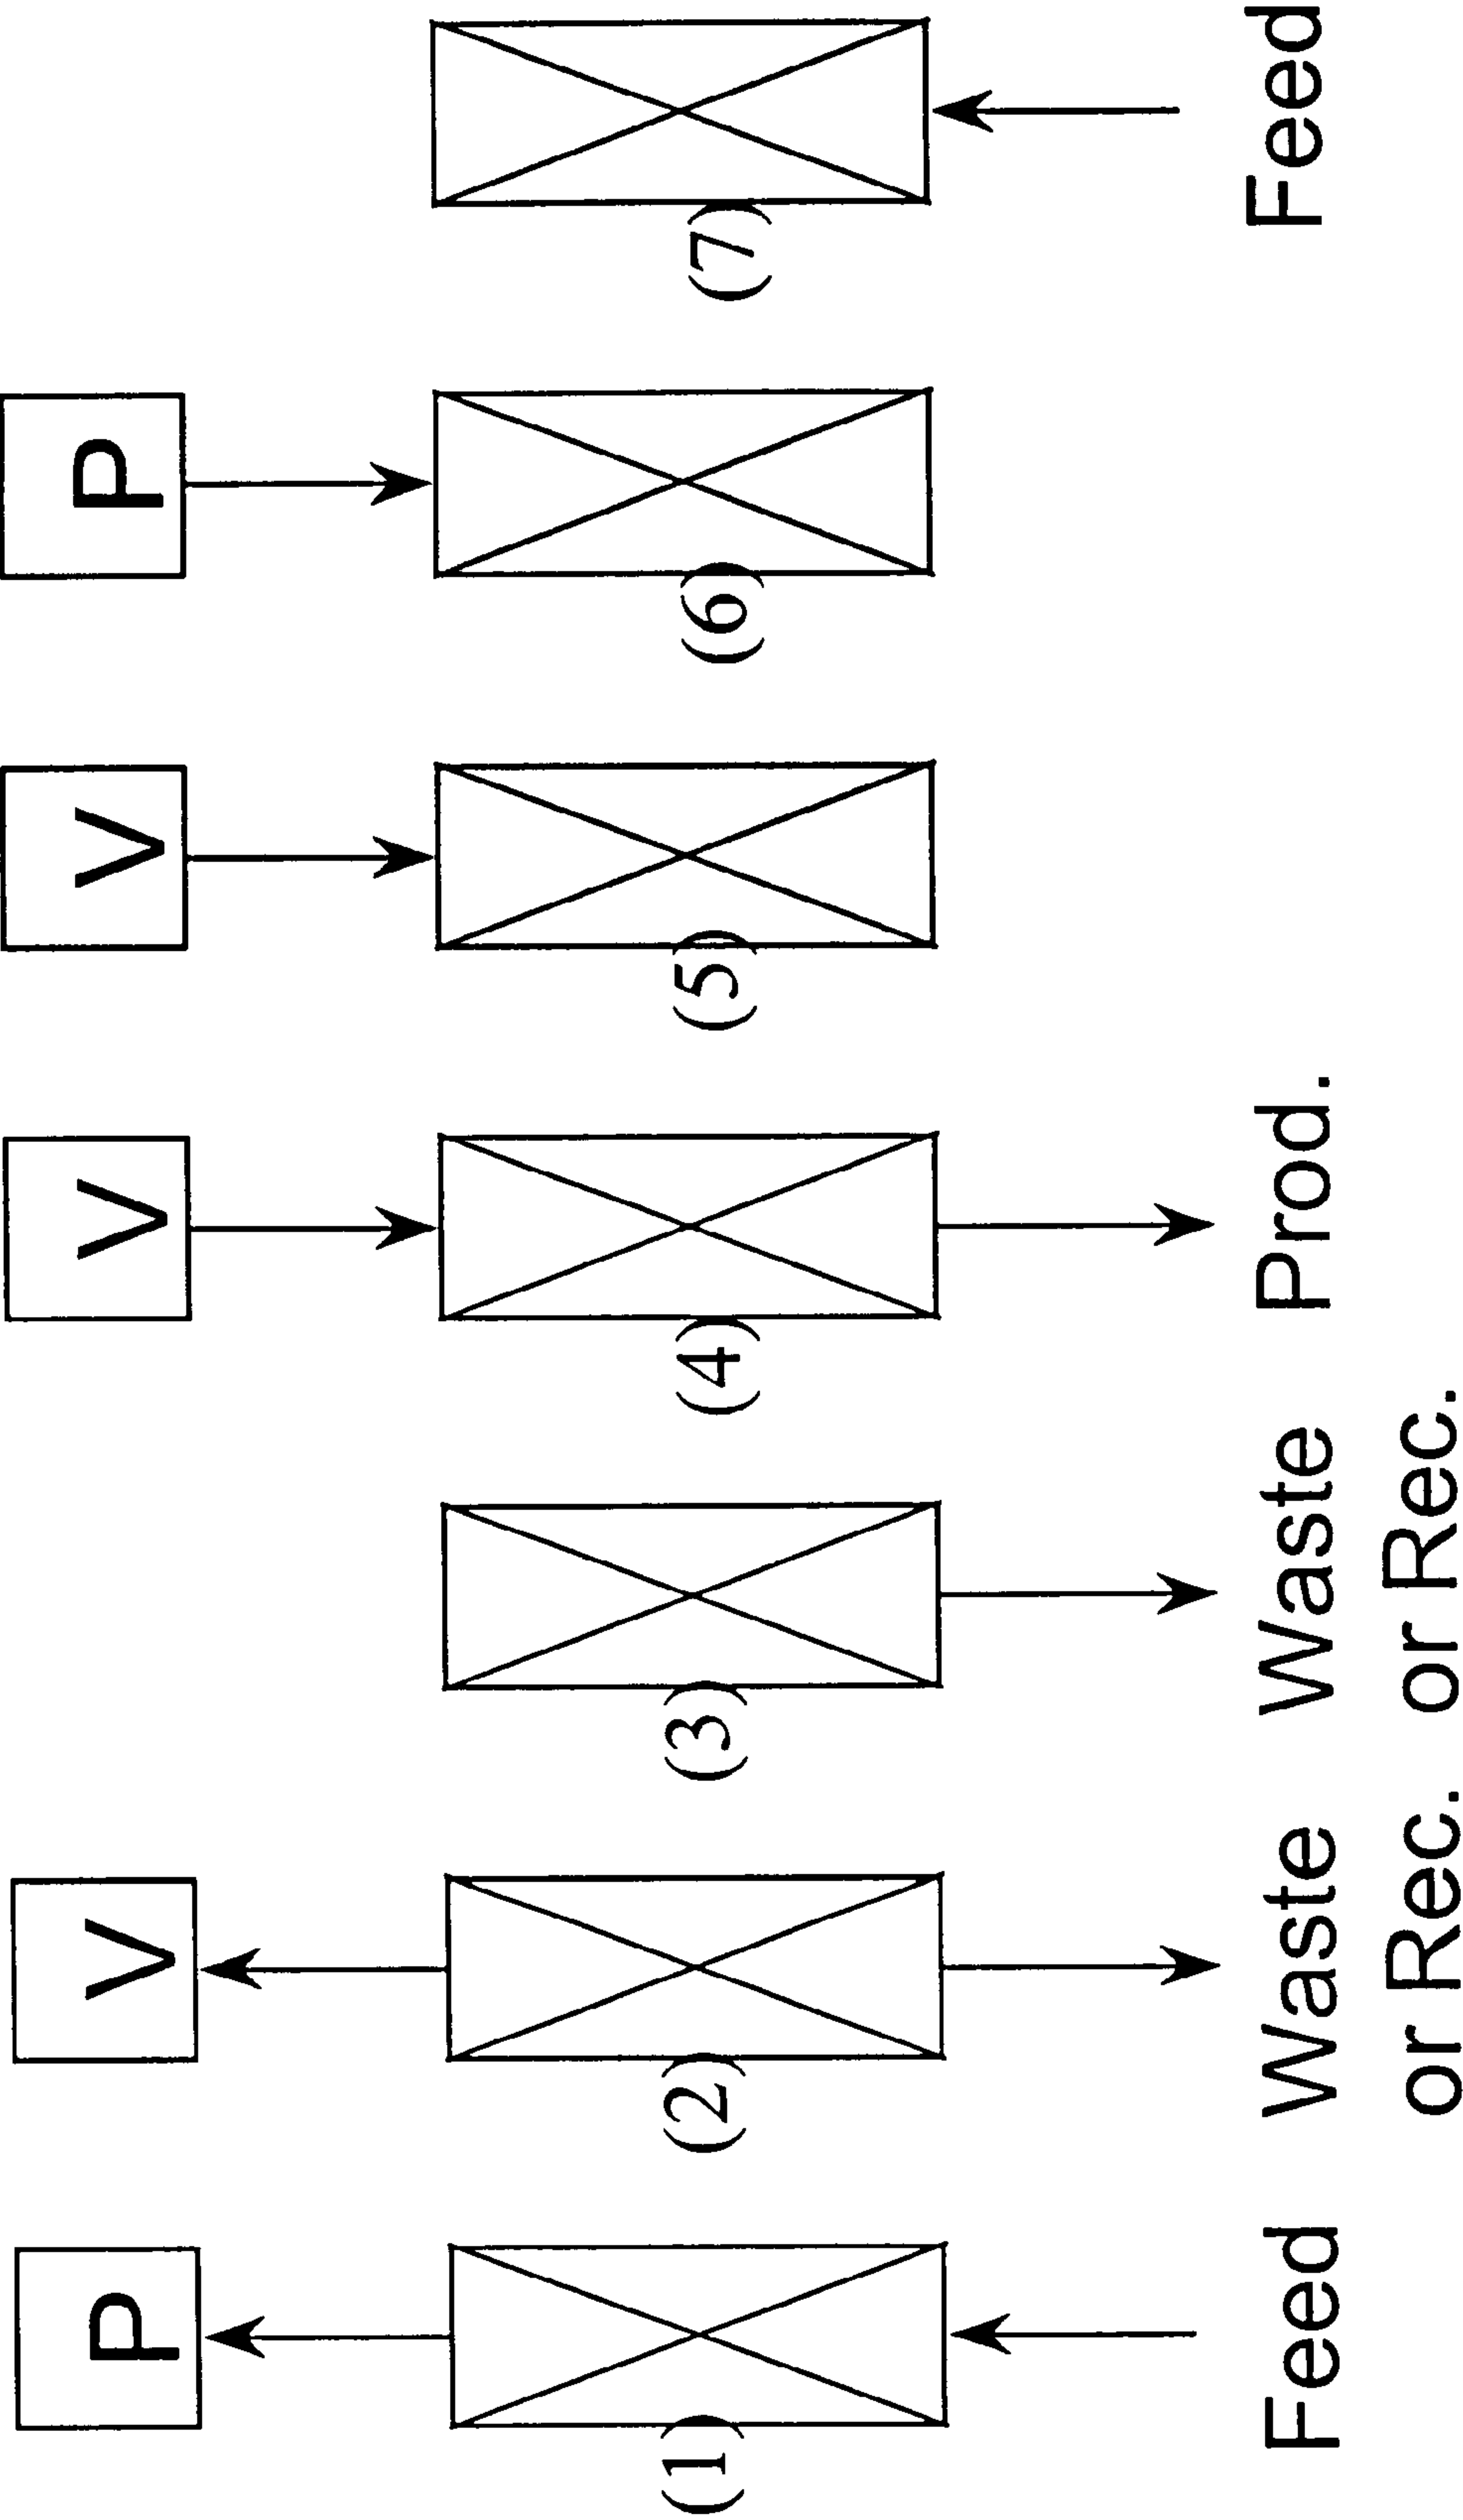 P V V V P
(1) (2) (3) (4) (5) (6) (7)
Feed Waste Waste Prod. Feed
or Rec. or Rec.